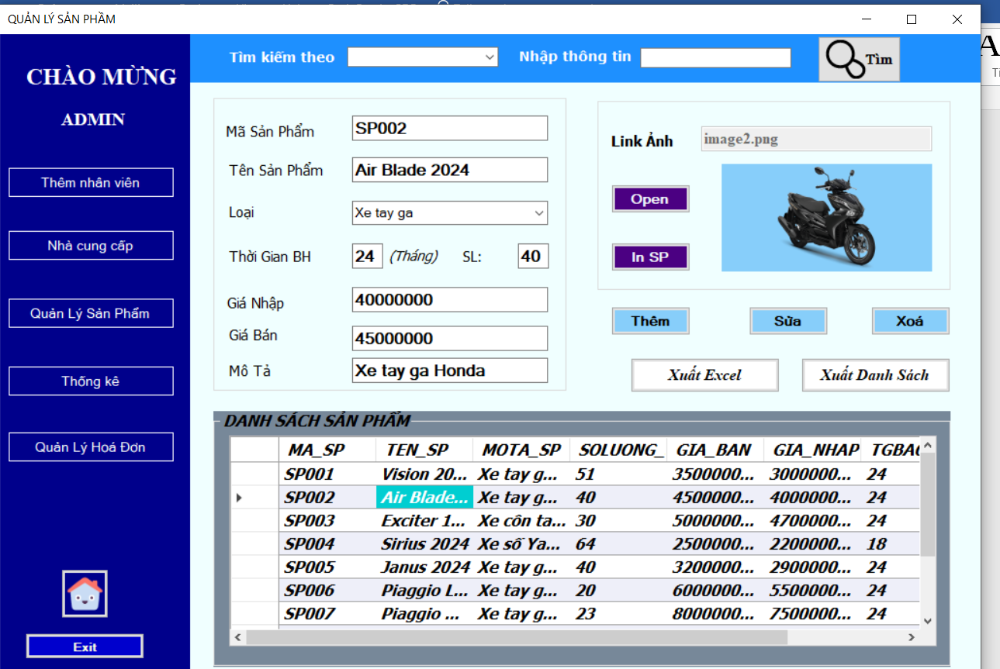 QUẢN LÝ SẢN PHẦM
CHÀO MỪNG
ADMIN
Thêm nhân viên
Nhà cung cấp
Quản Lý Sản Phẩm
Thống kê
Quản Lý Hoá Đơn
Exit
Tìm kiếm theo
Nhập thông tin
Tìm
Mã Sản Phẩm SP002
Tên Sản Phẩm Air Blade 2024
Loại Xe tay ga
Thời Gian BH 24 (Tháng) SL: 40
Giá Nhập 40000000
Giá Bán 45000000
Mô Tả Xe tay ga Honda
Link Ảnh image2.png
Open
In SP
Thêm Sửa Xoá
Xuất Excel Xuất Danh Sách
DANH SÁCH SẢN PHẨM
MA_SP TEN_SP MOTA_SP SOLUONG_ GIA_BAN GIA_NHAP TGBAO
SP001 Vision 20... Xe tay g... 51 3500000... 3000000... 24
SP002 Air Blade... Xe tay g... 40 4500000... 4000000... 24
SP003 Exciter 1... Xe côn ta... 30 5000000... 4700000... 24
SP004 Sirius 2024 Xe số Ya... 64 2500000... 2200000... 18
SP005 Janus 2024 Xe tay g... 40 3200000... 2900000... 24
SP006 Piaggio L... Xe tay g... 20 6000000... 5500000... 24
SP007 Piaggio ... Xe tay g... 23 8000000... 7500000... 24